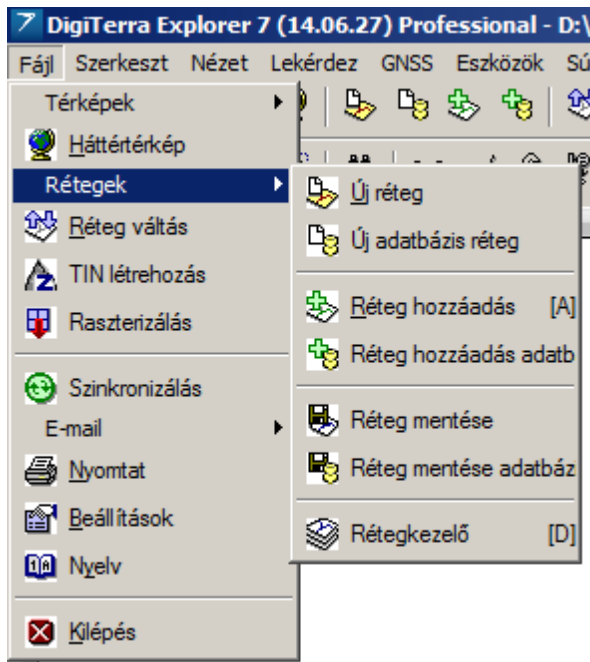 DigiTerra Explorer 7 (14.06.27) Professional - D:\
Fájl Szerkeszt Nézet Lekérdez GNSS Eszközök Sú
Térképek
Háttértérkép
Rétegek
Réteg váltás
TIN létrehozás
Raszterizálás
Szinkronizálás
E-mail
Nyomtat
Beállítások
Nyelv
Kilépés
Új réteg
Új adatbázis réteg
Réteg hozzáadás [A]
Réteg hozzáadás adatb
Réteg mentése
Réteg mentése adatbáz
Rétegkezelő [D]